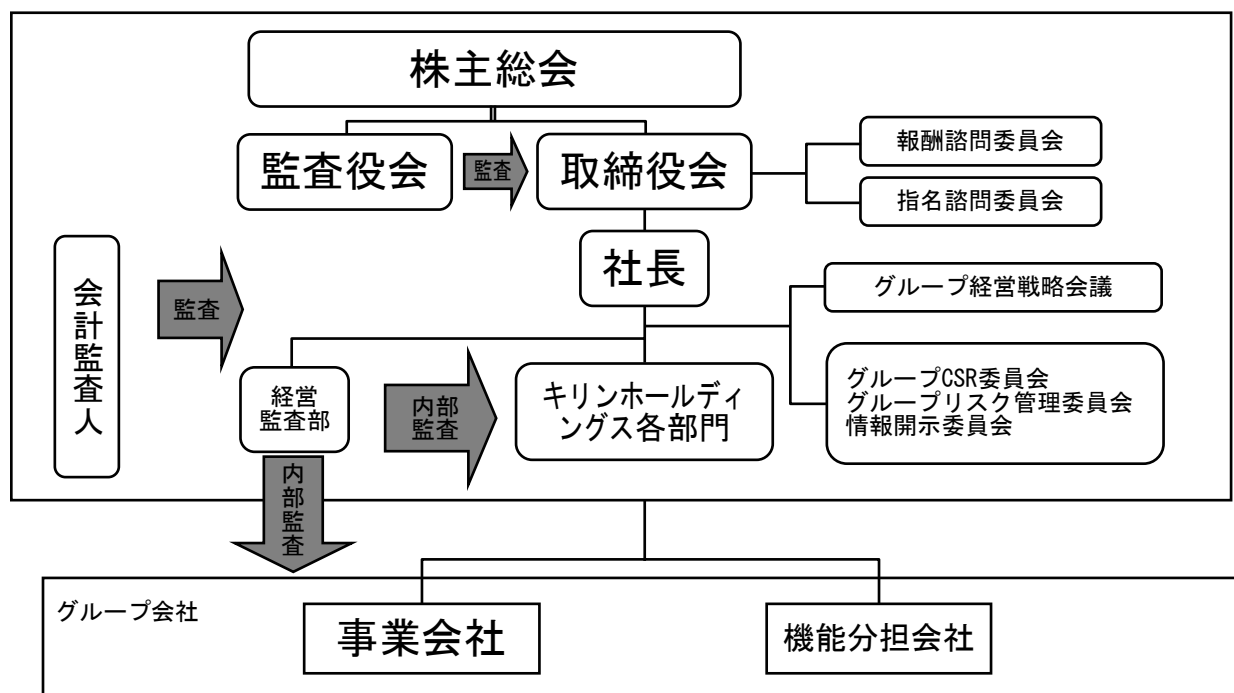 株主総会
監査役会
監査
取締役会
報酬諮問委員会
指名諮問委員会
社長
会計監査人
監査
グループ経営戦略会議
経営
監査部
内部
監査
キリンホールディ
ングス各部門
グループCSR委員会
グループリスク管理委員会
情報開示委員会
内部監査
グループ会社
事業会社
機能分担会社